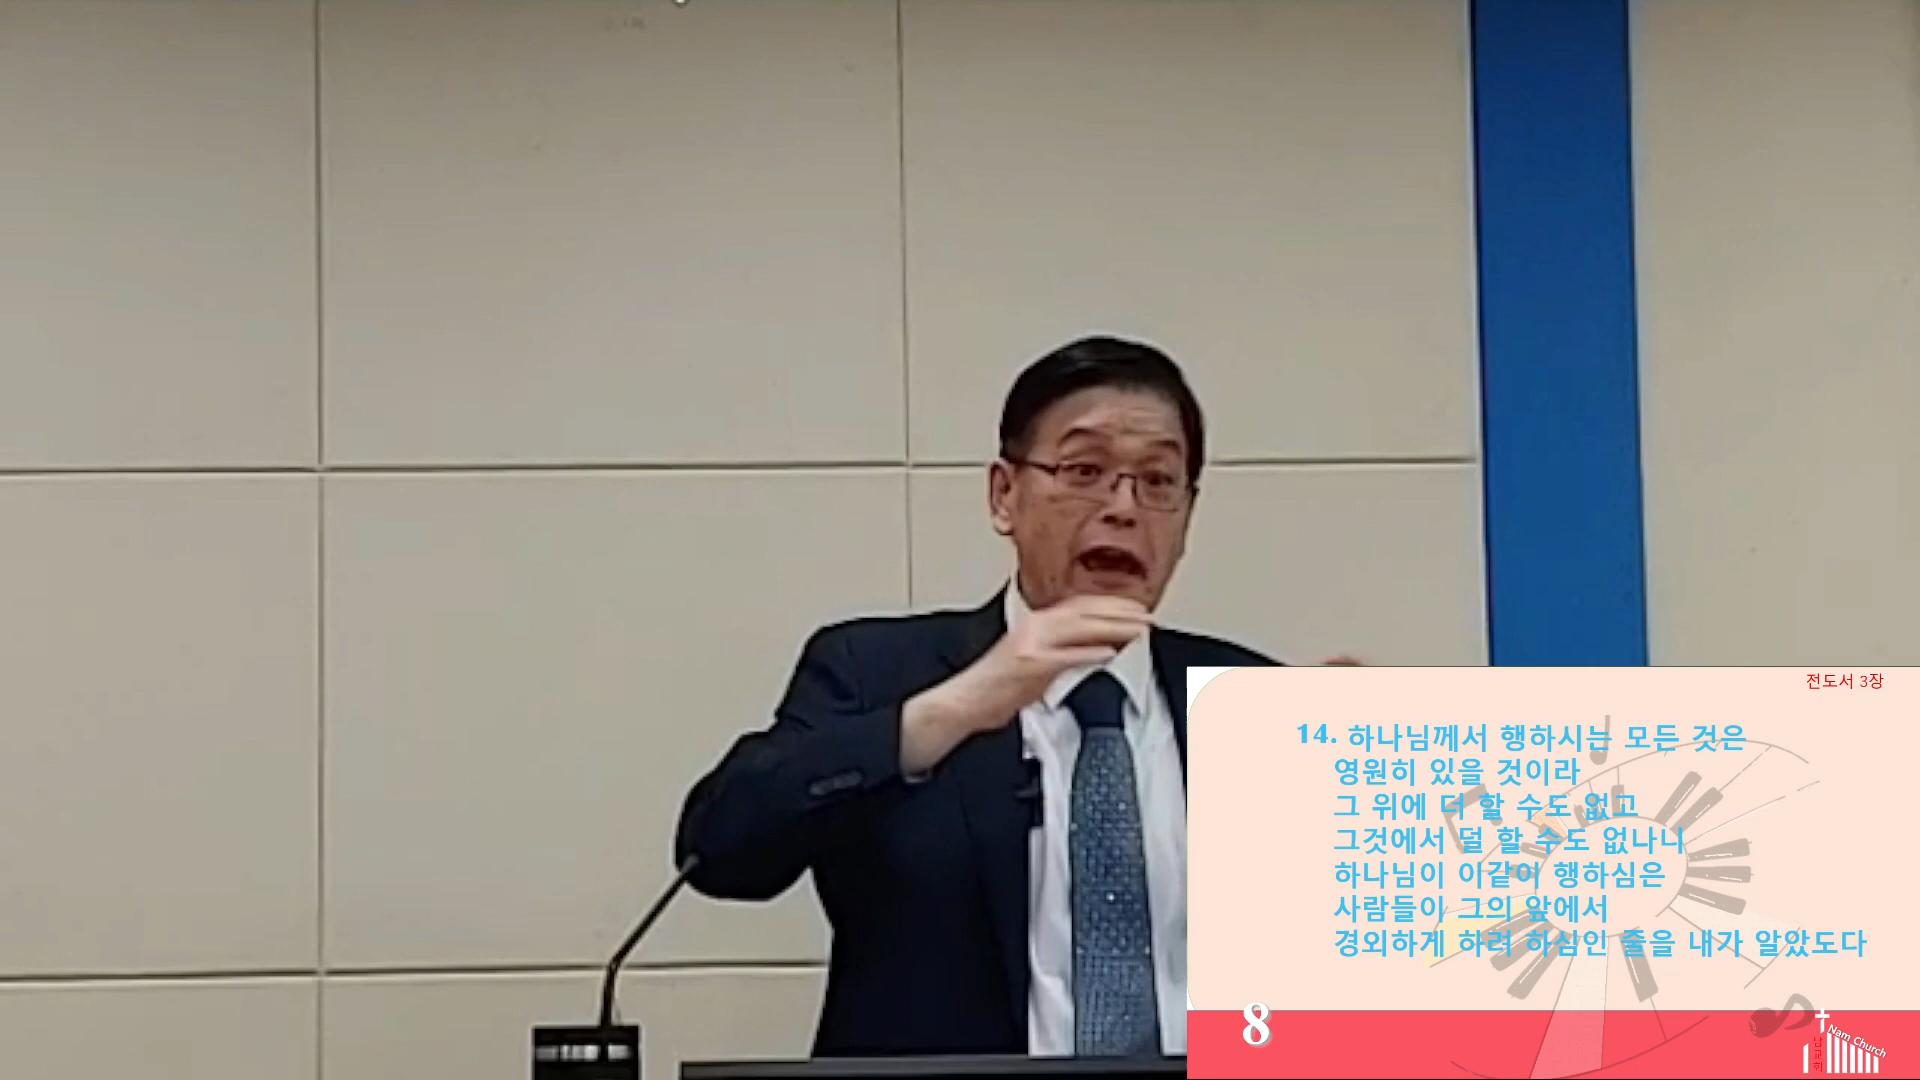 전도서 3장
14. 하나님께서 행하시는 모든 것은
영원히 있을 것이라
그 위에 더 할 수도 없고
그것에서 덜 할 수도 없나니
하나님이 이같이 행하심은
사람들이 그의 앞에서
경외하게 하려 하심인 줄을 내가 알았도다
8
Nam Church
남교회